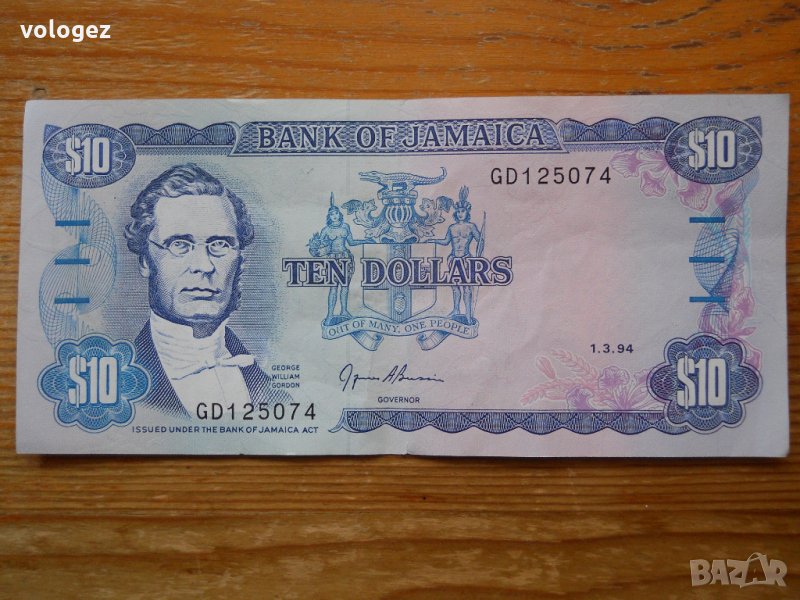 vologez
$10
BANK OF JAMAICA
$10
GD125074
TEN DOLLARS
OUT OF MANY, ONE PEOPLE
1.3.94
GEORGE
WILLIAM
GORDON
$10
GD125074
GOVERNOR
$10
ISSUED UNDER THE BANK OF JAMAICA ACT
BAZAR